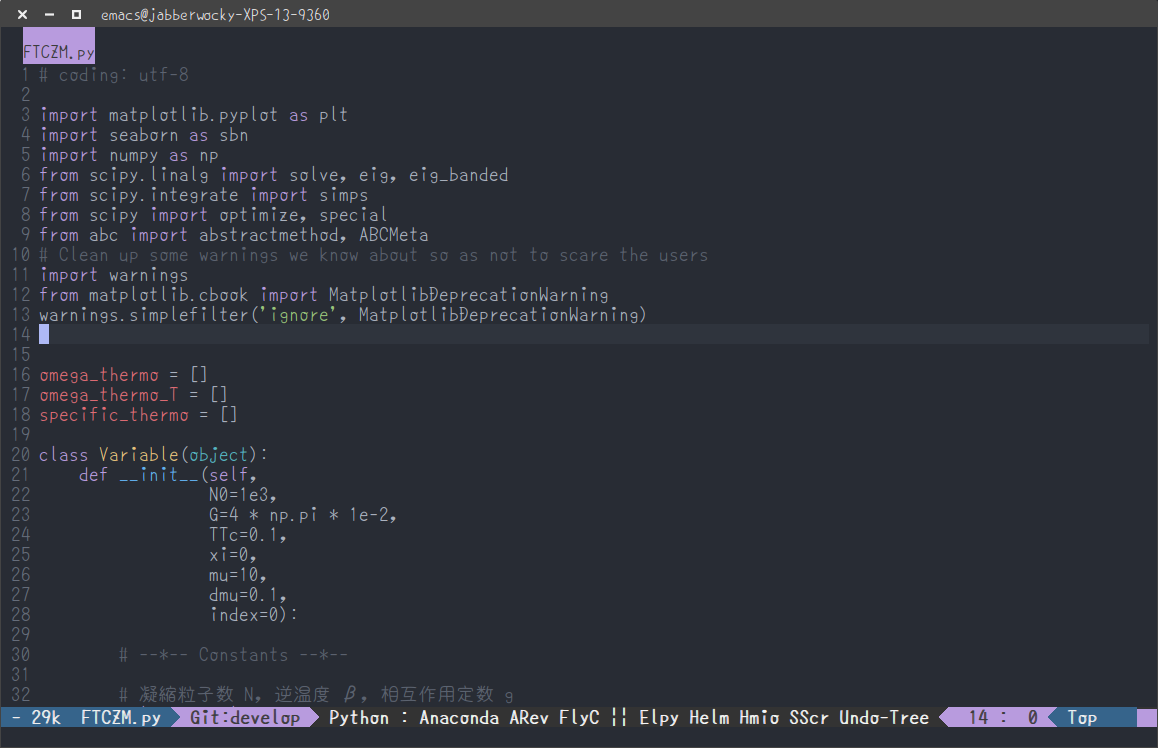 emacs@jabberwocky-XPS-13-9360
FTCZM.py
1 # coding: utf-8
2
3 import matplotlib.pyplot as plt
4 import seaborn as sbn
5 import numpy as np
6 from scipy.linalg import solve, eig, eig_banded
7 from scipy.integrate import simps
8 from scipy import optimize, special
9 from abc import abstractmethod, ABCMeta
10 # Clean up some warnings we know about so as not to scare the users
11 import warnings
12 from matplotlib.cbook import MatplotlibDeprecationWarning
13 warnings.simplefilter('ignore', MatplotlibDeprecationWarning)
14
15
16 omega_thermo = []
17 omega_thermo_T = []
18 specific_thermo = []
19
20 class Variable(object):
21     def __init__(self,
22                  N0=1e3,
23                  G=4 * np.pi * 1e-2,
24                  TTc=0.1,
25                  xi=0,
26                  mu=10,
27                  dmu=0.1,
28                  index=0):
29
30         # --*-- Constants --*--
31
32         # 凝縮粒子数 N, 逆温度 β, 相互作用定数 g
- 29k FTCZM.py Git:develop Python : Anaconda ARev FlyC || Elpy Helm Hmio SScr Undo-Tree 14 : 0 Top